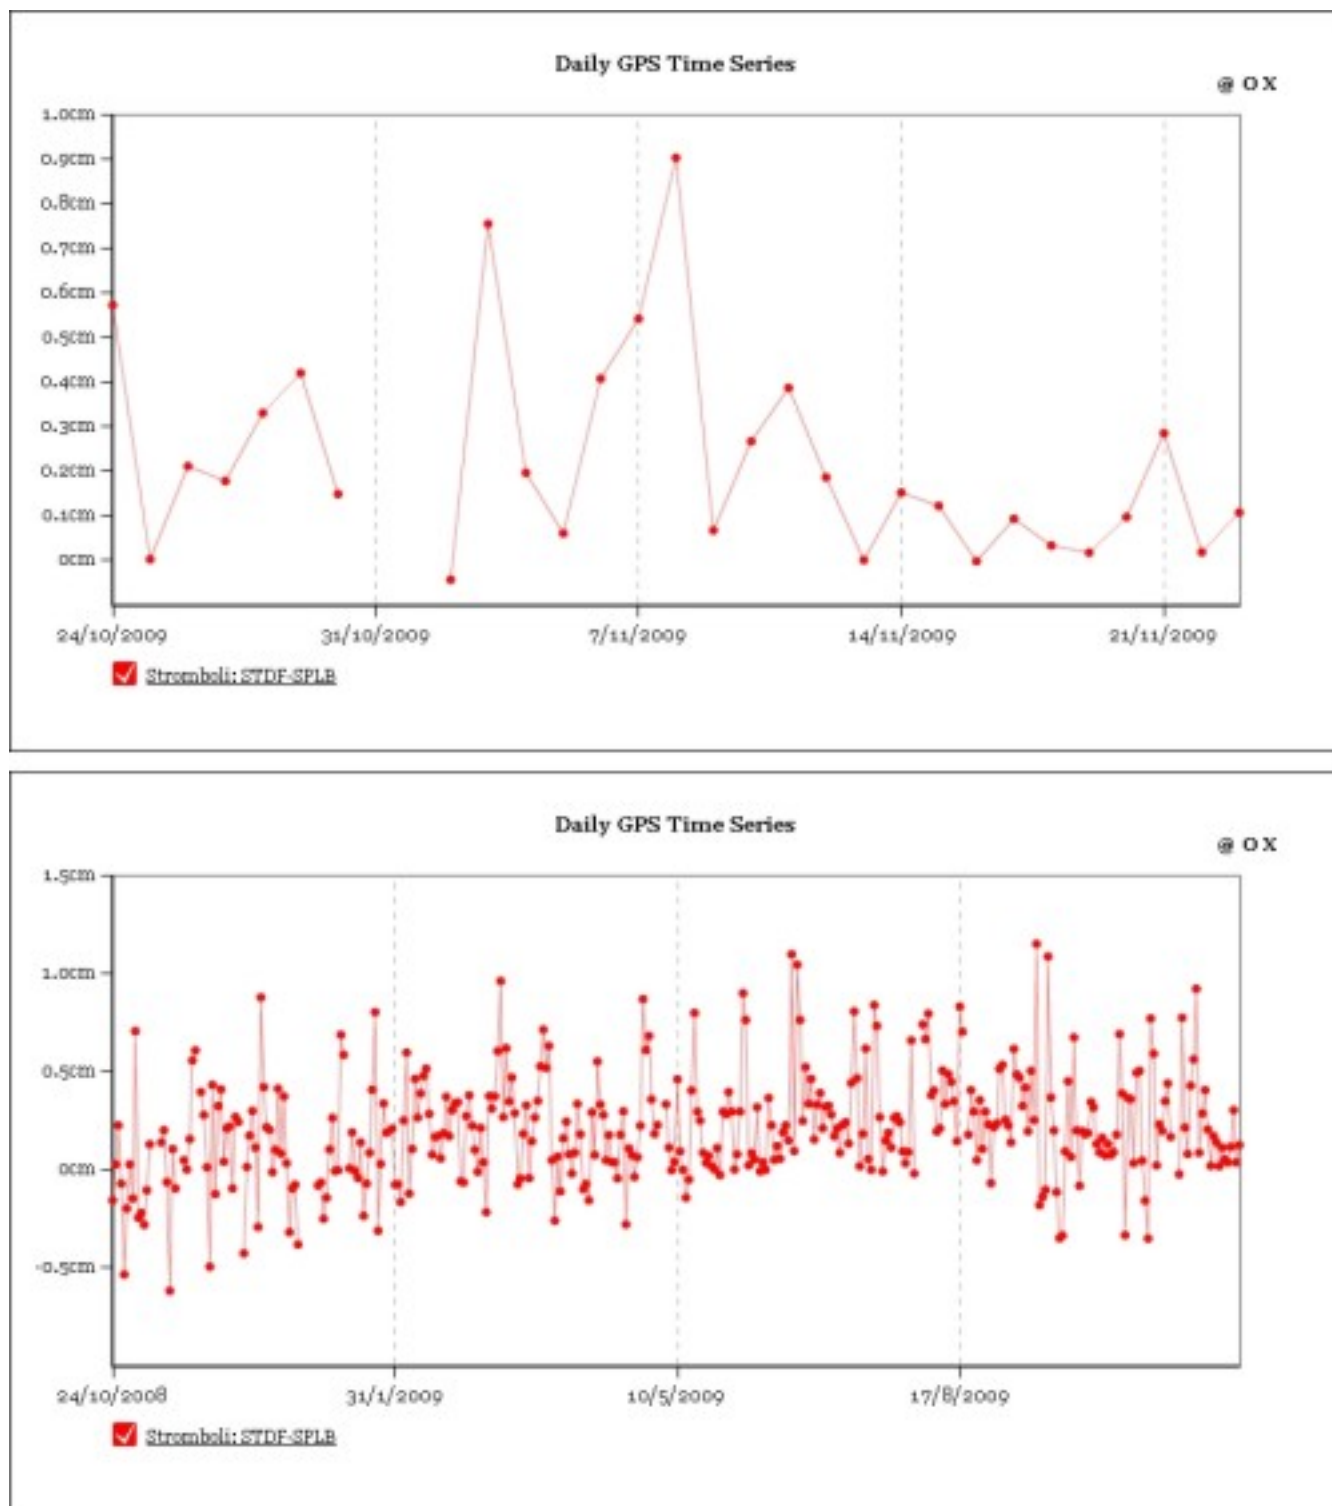 Daily GPS Time Series
@ O X
1.0cm
0.9cm
0.8cm
0.7cm
0.6cm
0.5cm
0.4cm
0.3cm
0.2cm
0.1cm
0cm
24/10/2009 31/10/2009 7/11/2009 14/11/2009 21/11/2009
Stromboli: STDF-SPLB
Daily GPS Time Series
@ O X
1.5cm
1.0cm
0.5cm
0cm
-0.5cm
24/10/2008 31/1/2009 10/5/2009 17/8/2009
Stromboli: STDF-SPLB